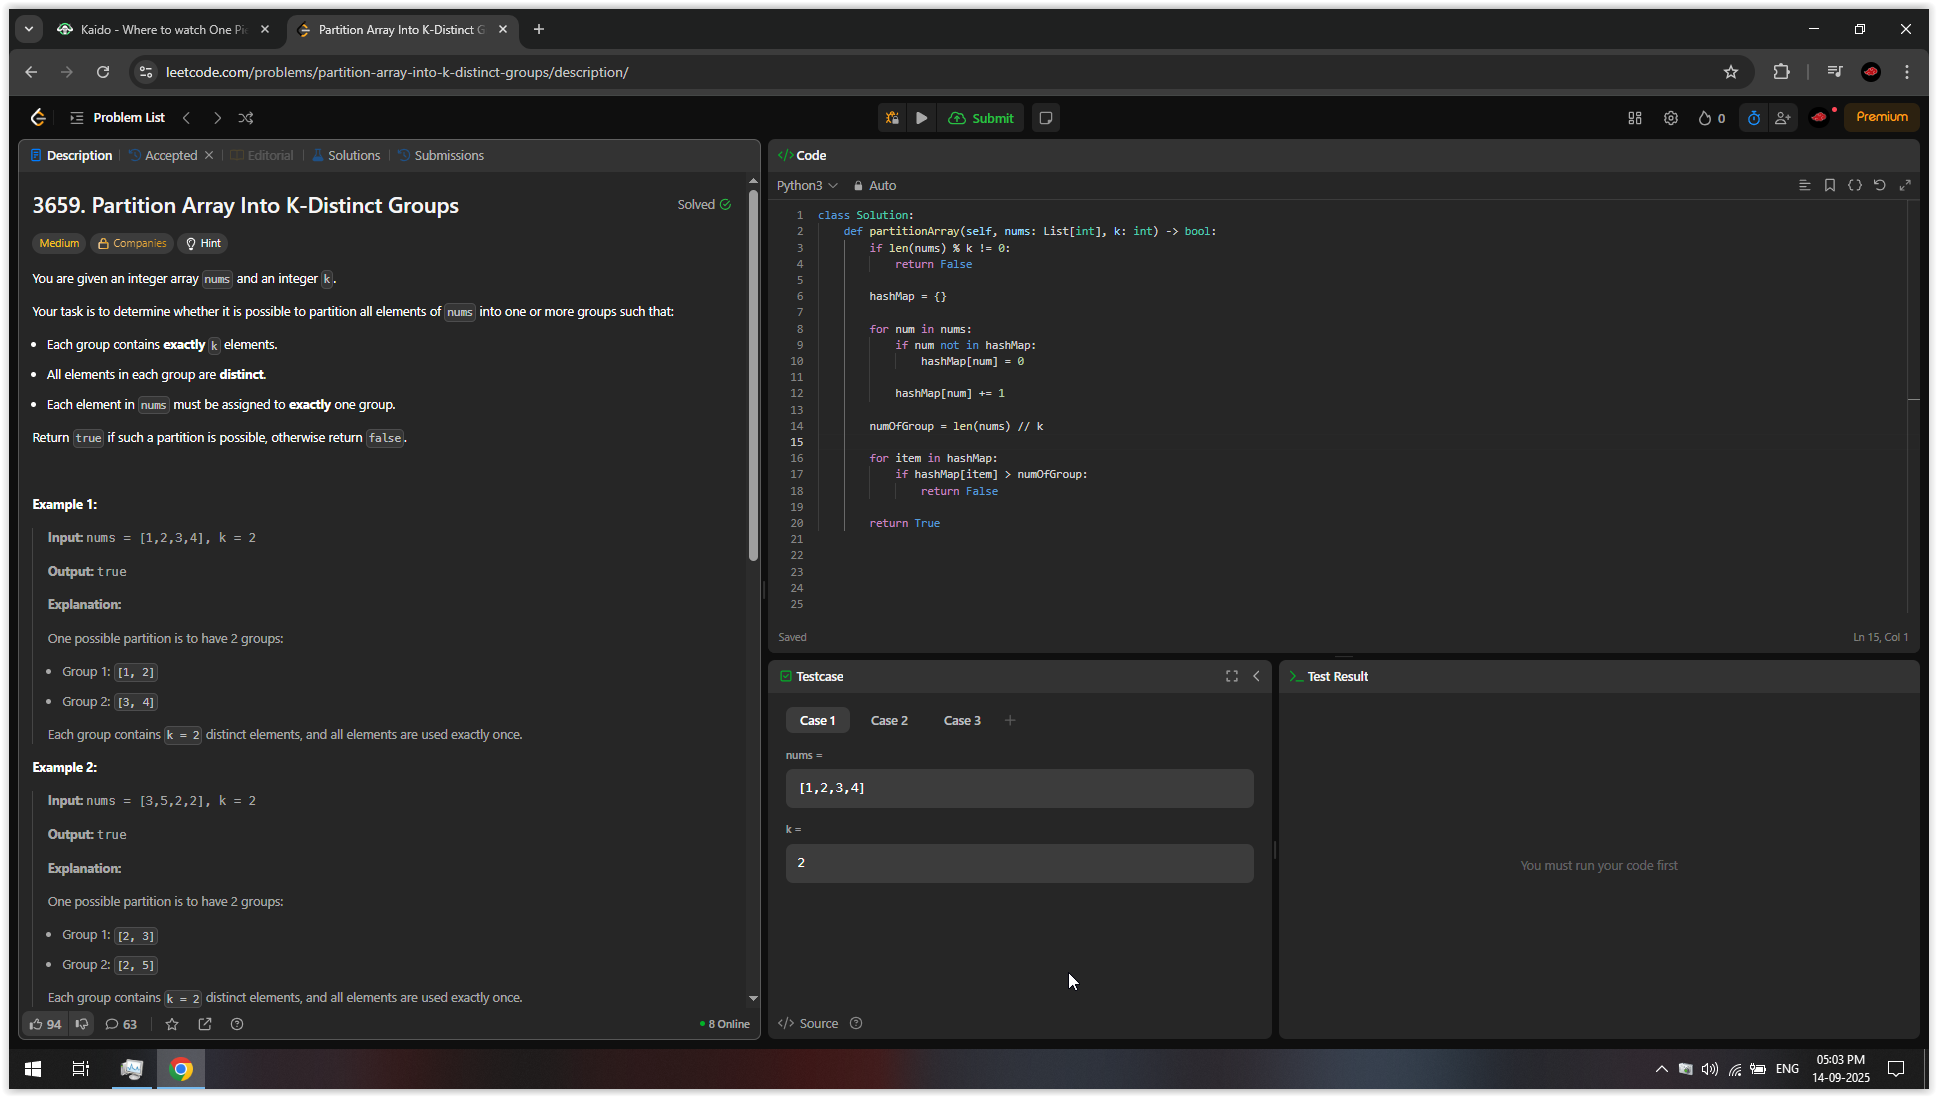 Kaido - Where to watch One Pi
Partition Array Into K-Distinct G
leetcode.com/problems/partition-array-into-k-distinct-groups/description/
Problem List
Submit
0
Premium
Description
Accepted
Editorial
Solutions
Submissions
3659. Partition Array Into K-Distinct Groups
Solved
Medium
Companies
Hint
You are given an integer array nums and an integer k.
Your task is to determine whether it is possible to partition all elements of nums into one or more groups such that:
• Each group contains exactly k elements.
• All elements in each group are distinct.
• Each element in nums must be assigned to exactly one group.
Return true if such a partition is possible, otherwise return false.
Example 1:
Input: nums = [1,2,3,4], k = 2
Output: true
Explanation:
One possible partition is to have 2 groups:
• Group 1: [1, 2]
• Group 2: [3, 4]
Each group contains k = 2 distinct elements, and all elements are used exactly once.
Example 2:
Input: nums = [3,5,2,2], k = 2
Output: true
Explanation:
One possible partition is to have 2 groups:
• Group 1: [2, 3]
• Group 2: [2, 5]
Each group contains k = 2 distinct elements, and all elements are used exactly once.
94
63
8 Online
</> Code
Python3
Auto
1 class Solution:
2 def partitionArray(self, nums: List[int], k: int) -> bool:
3 if len(nums) % k != 0:
4 return False
5
6 hashMap = {}
7
8 for num in nums:
9 if num not in hashMap:
10 hashMap[num] = 0
11
12 hashMap[num] += 1
13
14 numOfGroup = len(nums) // k
15
16 for item in hashMap:
17 if hashMap[item] > numOfGroup:
18 return False
19
20 return True
21
22
23
24
25
Saved
Ln 15, Col 1
Testcase
Case 1
Case 2
Case 3
nums =
[1,2,3,4]
k =
2
</> Source
Test Result
You must run your code first
ENG
05:03 PM
14-09-2025